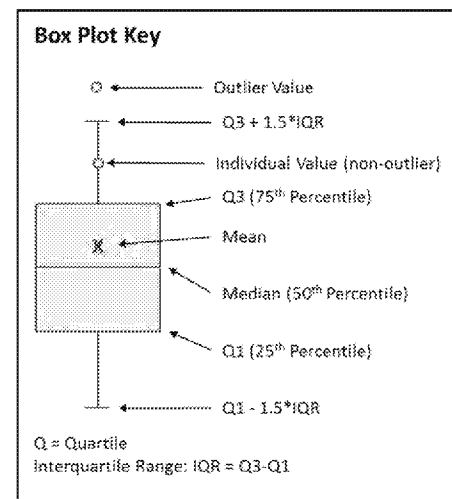 Box Plot Key
Outlier Value
Q3 + 1.5*IQR
Individual Value (non-outlier)
Q3 (75th Percentile)
Mean
X
Median (50th Percentile)
Q1 (25th Percentile)
Q1 - 1.5*IQR
Q = Quartile
Interquartile Range: IQR = Q3-Q1